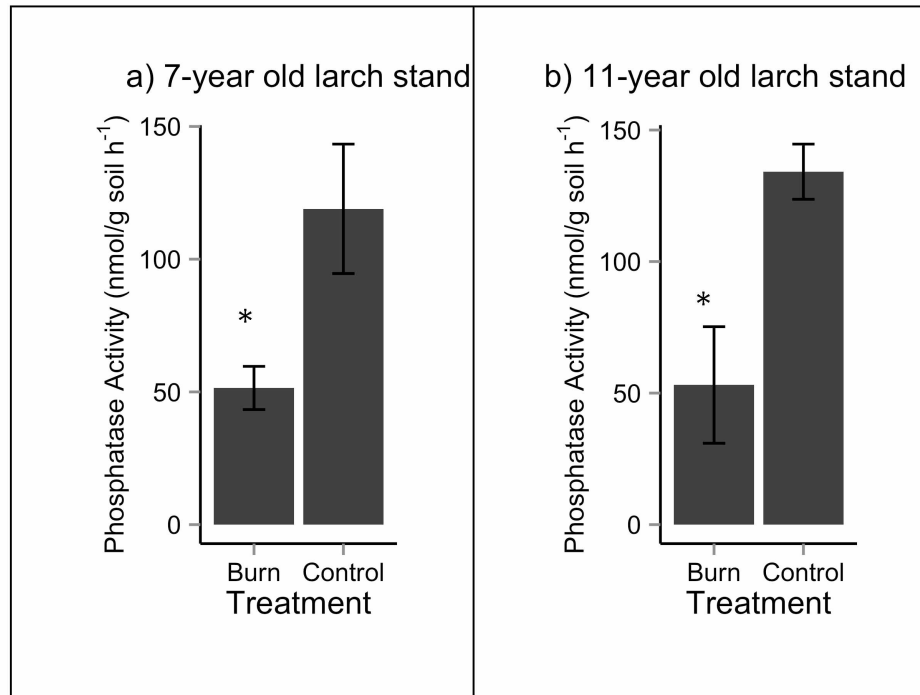 a) 7-year old larch stand
Phosphatase Activity (nmol/g soil h⁻¹)
150
100
50
0
*
Burn Control
Treatment
b) 11-year old larch stand
Phosphatase Activity (nmol/g soil h⁻¹)
150
100
50
0
*
Burn Control
Treatment